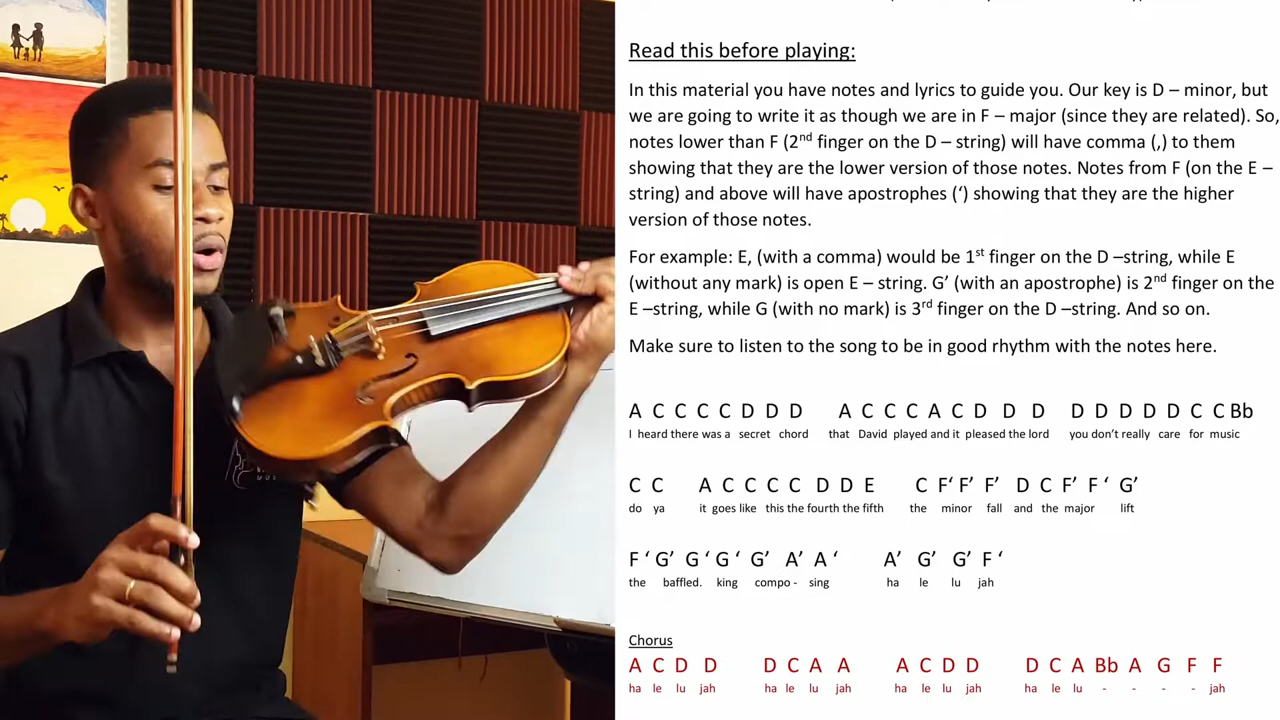 Read this before playing:
In this material you have notes and lyrics to guide you. Our key is D – minor, but
we are going to write it as though we are in F – major (since they are related). So,
notes lower than F (2nd finger on the D – string) will have comma (,) to them
showing that they are the lower version of those notes. Notes from F (on the E –
string) and above will have apostrophes (‘) showing that they are the higher
version of those notes.
For example: E, (with a comma) would be 1st finger on the D –string, while E
(without any mark) is open E – string. G’ (with an apostrophe) is 2nd finger on the
E –string, while G (with no mark) is 3rd finger on the D –string. And so on.
Make sure to listen to the song to be in good rhythm with the notes here.
A C C C C D D D A C C C A C D D D D D D D D C C Bb
I heard there was a secret chord that David played and it pleased the lord you don’t really care for music
C C A C C C C D D E C F‘ F’ F’ D C F’ F ‘ G’
do ya it goes like this the fourth the fifth the minor fall and the major lift
F ‘ G’ G ‘ G ‘ G’ A’ A ‘ A’ G’ G’ F ‘
the baffled. king compo - sing ha le lu jah
Chorus
A C D D D C A A A C D D D C A Bb A G F F
ha le lu jah ha le lu jah ha le lu jah ha le lu - - - - jah